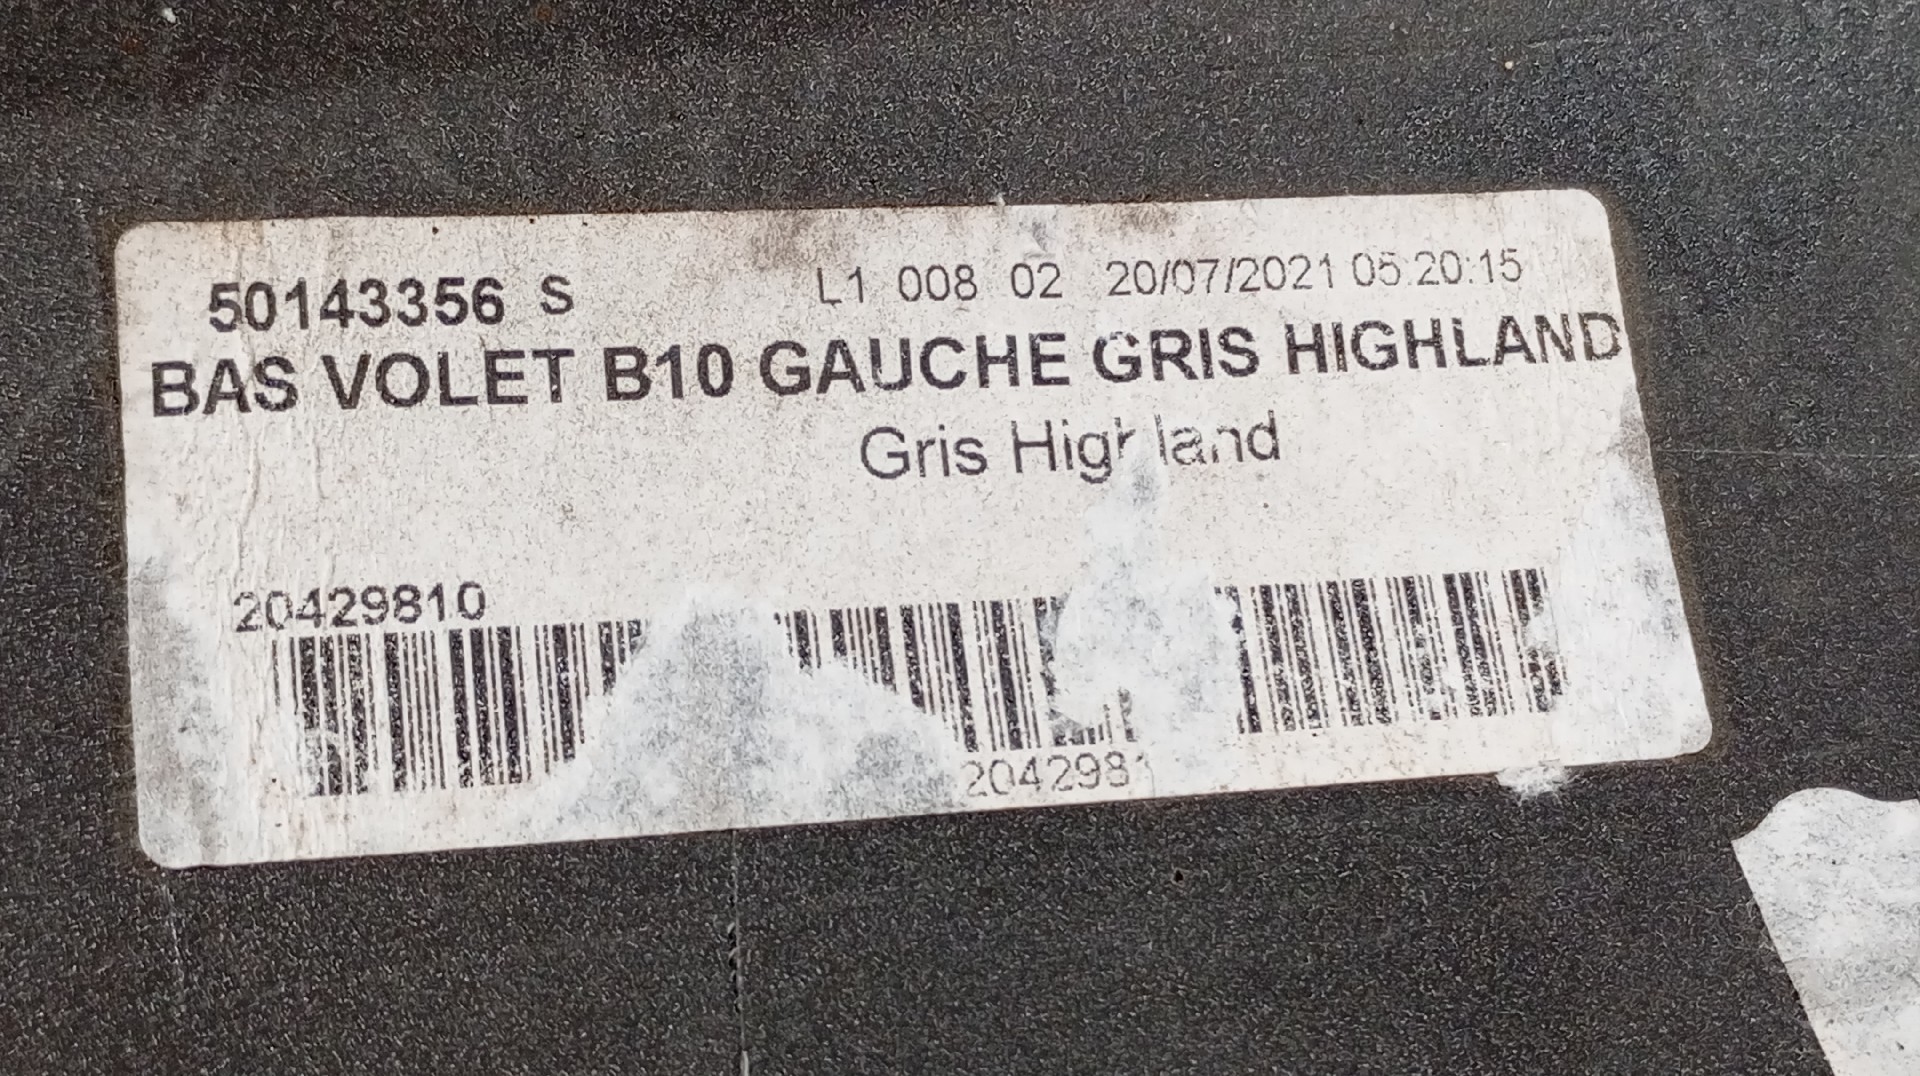 50143356 S L1 008 02 20/07/2021 05:20:15
BAS VOLET B10 GAUCHE GRIS HIGHLAND
Gris Highland
20429810
2042981